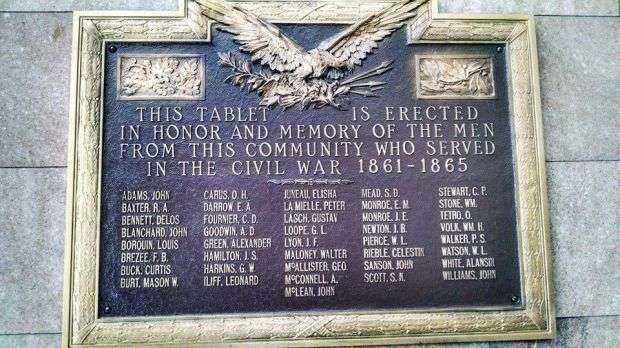 THIS TABLET IS ERECTED
IN HONOR AND MEMORY OF THE MEN
FROM THIS COMMUNITY WHO SERVED
IN THE CIVIL WAR 1861-1865
ADAMS, JOHN
BAXTER, R. A.
BENNETT, DELOS
BLANCHARD, JOHN
BORQUIN, LOUIS
BREZEE, F. B.
BUCK, CURTIS
BURT, MASON W.
CARUS, O. H.
DARROW, E. A.
FOURNIER, C. D.
GOODWIN, A. D
GREEN, ALEXANDER
HAMILTON, J. S.
HARKINS, G. W
ILIFF, LEONARD
JUNEAU, ELISHA
LA MIELLE, PETER
LASCH, GUSTAN
LOOPE, G. L.
LYON, J. F.
MALONEY, WALTER
McALLISTER, GEO.
McCONNELL, A.
McLEAN, JOHN
MEAD, S. D.
MONROE, E. M.
MONROE, J. E.
NEWTON, J. B.
PIERCE, W. L.
RIEBLE, CELESTIN
SANSON, JOHN
SCOTT, S. N.
STEWART, C. P.
STONE, WM.
TETRO, O.
VOLK, WM. H.
WALKER, P. S.
WATSON, W. L.
WHITE, ALANSON
WILLIAMS, JOHN